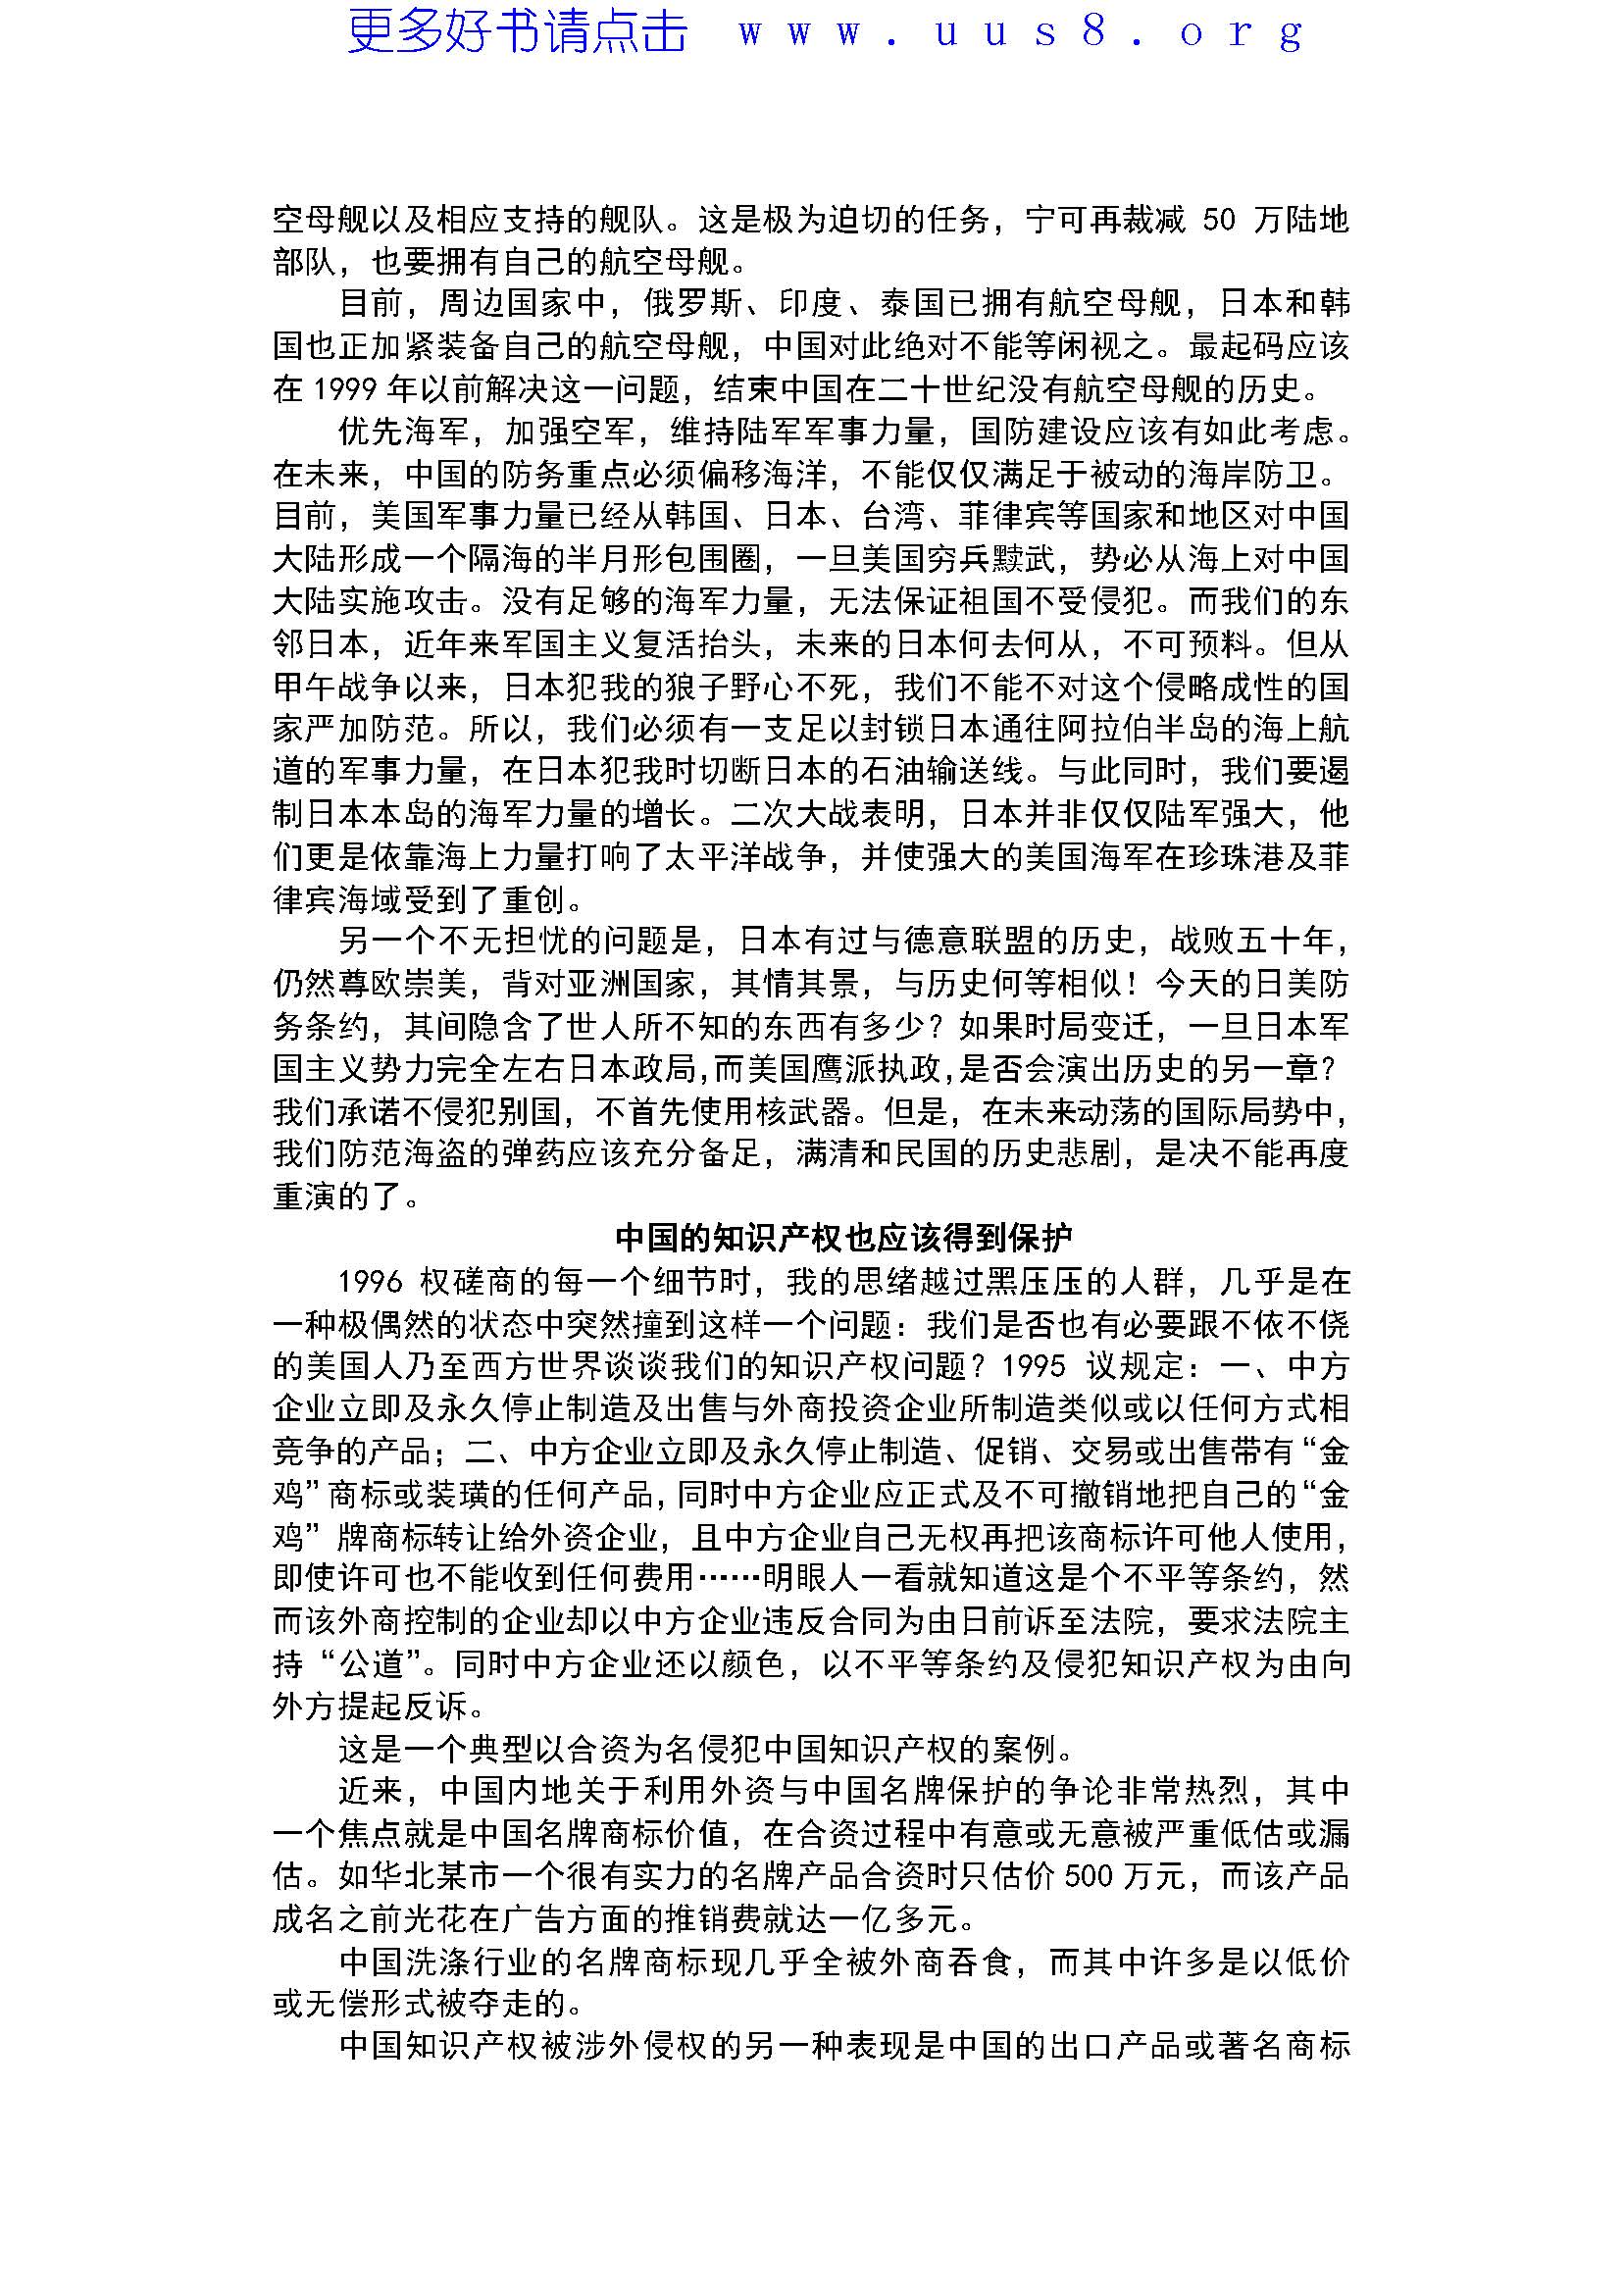 更多好书请点击 www.uus8.org
空母舰以及相应支持的舰队。这是极为迫切的任务，宁可再裁减 50 万陆地
部队，也要拥有自己的航空母舰。
目前，周边国家中，俄罗斯、印度、泰国已拥有航空母舰，日本和韩
国也正加紧装备自己的航空母舰，中国对此绝对不能等闲视之。最起码应该
在 1999 年以前解决这一问题，结束中国在二十世纪没有航空母舰的历史。
优先海军，加强空军，维持陆军军事力量，国防建设应该有如此考虑。
在未来，中国的防务重点必须偏移海洋，不能仅仅满足于被动的海岸防卫。
目前，美国军事力量已经从韩国、日本、台湾、菲律宾等国家和地区对中国
大陆形成一个隔海的半月形包围圈，一旦美国穷兵黩武，势必从海上对中国
大陆实施攻击。没有足够的海军力量，无法保证祖国不受侵犯。而我们的东
邻日本，近年来军国主义复活抬头，未来的日本何去何从，不可预料。但从
甲午战争以来，日本犯我的狼子野心不死，我们不能不对这个侵略成性的国
家严加防范。所以，我们必须有一支足以封锁日本通往阿拉伯半岛的海上航
道的军事力量，在日本犯我时切断日本的石油输送线。与此同时，我们要遏
制日本本岛的海军力量的增长。二次大战表明，日本并非仅仅陆军强大，他
们更是依靠海上力量打响了太平洋战争，并使强大的美国海军在珍珠港及菲
律宾海域受到了重创。
另一个不无担忧的问题是，日本有过与德意联盟的历史，战败五十年，
仍然尊欧崇美，背对亚洲国家，其情其景，与历史何等相似！今天的日美防
务条约，其间隐含了世人所不知的东西有多少？如果时局变迁，一旦日本军
国主义势力完全左右日本政局，而美国鹰派执政，是否会演出历史的另一章？
我们承诺不侵犯别国，不首先使用核武器。但是，在未来动荡的国际局势中，
我们防范海盗的弹药应该充分备足，满清和民国的历史悲剧，是决不能再度
重演的了。
中国的知识产权也应该得到保护
1996 权磋商的每一个细节时，我的思绪越过黑压压的人群，几乎是在
一种极偶然的状态中突然撞到这样一个问题：我们是否也有必要跟不依不侥
的美国人乃至西方世界谈谈我们的知识产权问题？1995 议规定：一、中方
企业立即及永久停止制造及出售与外商投资企业所制造类似或以任何方式相
竞争的产品；二、中方企业立即及永久停止制造、促销、交易或出售带有“金
鸡”商标或装璜的任何产品，同时中方企业应正式及不可撤销地把自己的“金
鸡”牌商标转让给外资企业，且中方企业自己无权再把该商标许可他人使用，
即使许可也不能收到任何费用……明眼人一看就知道这是个不平等条约，然
而该外商控制的企业却以中方企业违反合同为由日前诉至法院，要求法院主
持“公道”。同时中方企业还以颜色，以不平等条约及侵犯知识产权为由向
外方提起反诉。
这是一个典型以合资为名侵犯中国知识产权的案例。
近来，中国内地关于利用外资与中国名牌保护的争论非常热烈，其中
一个焦点就是中国名牌商标价值，在合资过程中有意或无意被严重低估或漏
估。如华北某市一个很有实力的名牌产品合资时只估价 500 万元，而该产品
成名之前光花在广告方面的推销费就达一亿多元。
中国洗涤行业的名牌商标现几乎全被外商吞食，而其中许多是以低价
或无偿形式被夺走的。
中国知识产权被涉外侵权的另一种表现是中国的出口产品或著名商标